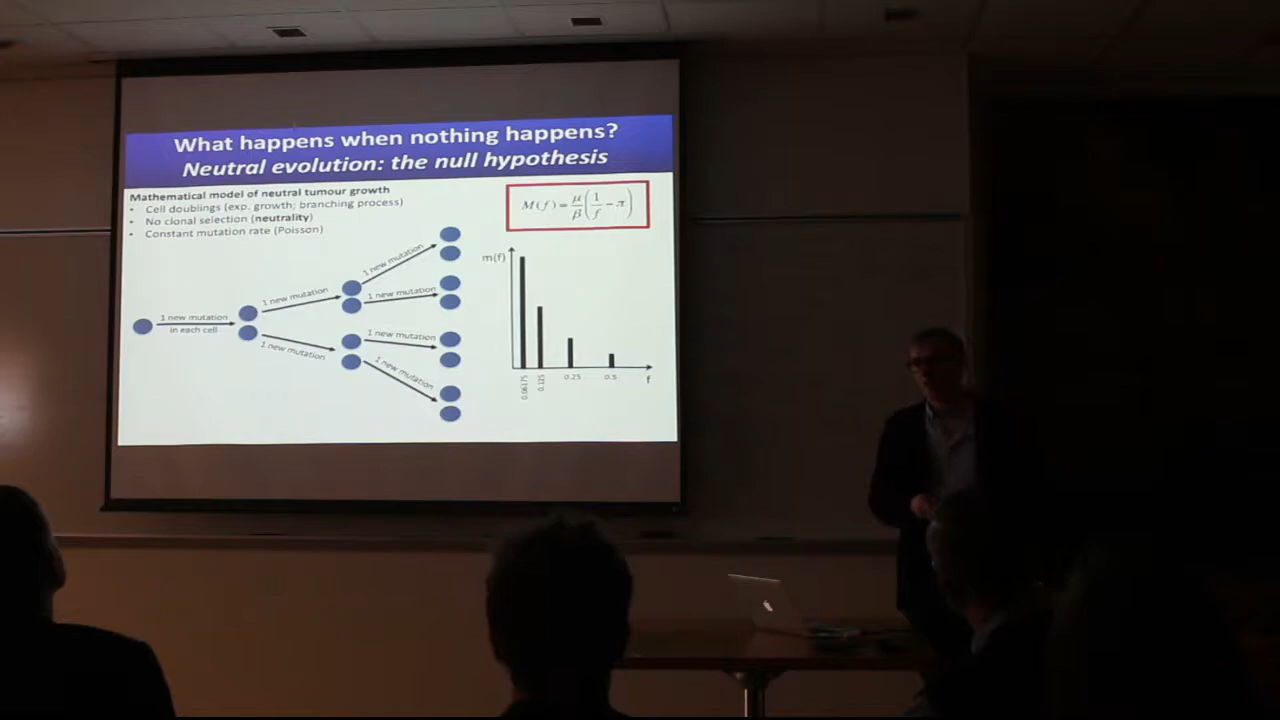 What happens when nothing happens?
Neutral evolution: the null hypothesis
Mathematical model of neutral tumour growth
• Cell doublings (exp. growth; branching process)
• No clonal selection (neutrality)
• Constant mutation rate (Poisson)
M(f) = μ/β (1/f − π)
1 new mutation
in each cell
1 new mutation
1 new mutation
1 new mutation
1 new mutation
1 new mutation
1 new mutation
m(f)
0.06175
0.125
0.25
0.5
f